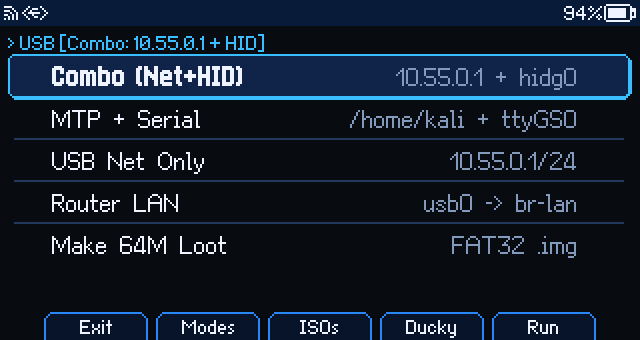 94%
> USB [Combo: 10.55.0.1 + HID]
Combo (Net+HID) 10.55.0.1 + hidg0
MTP + Serial /home/kali + ttyGS0
USB Net Only 10.55.0.1/24
Router LAN usb0 -> br-lan
Make 64M Loot FAT32 .img
Exit Modes ISOs Ducky Run